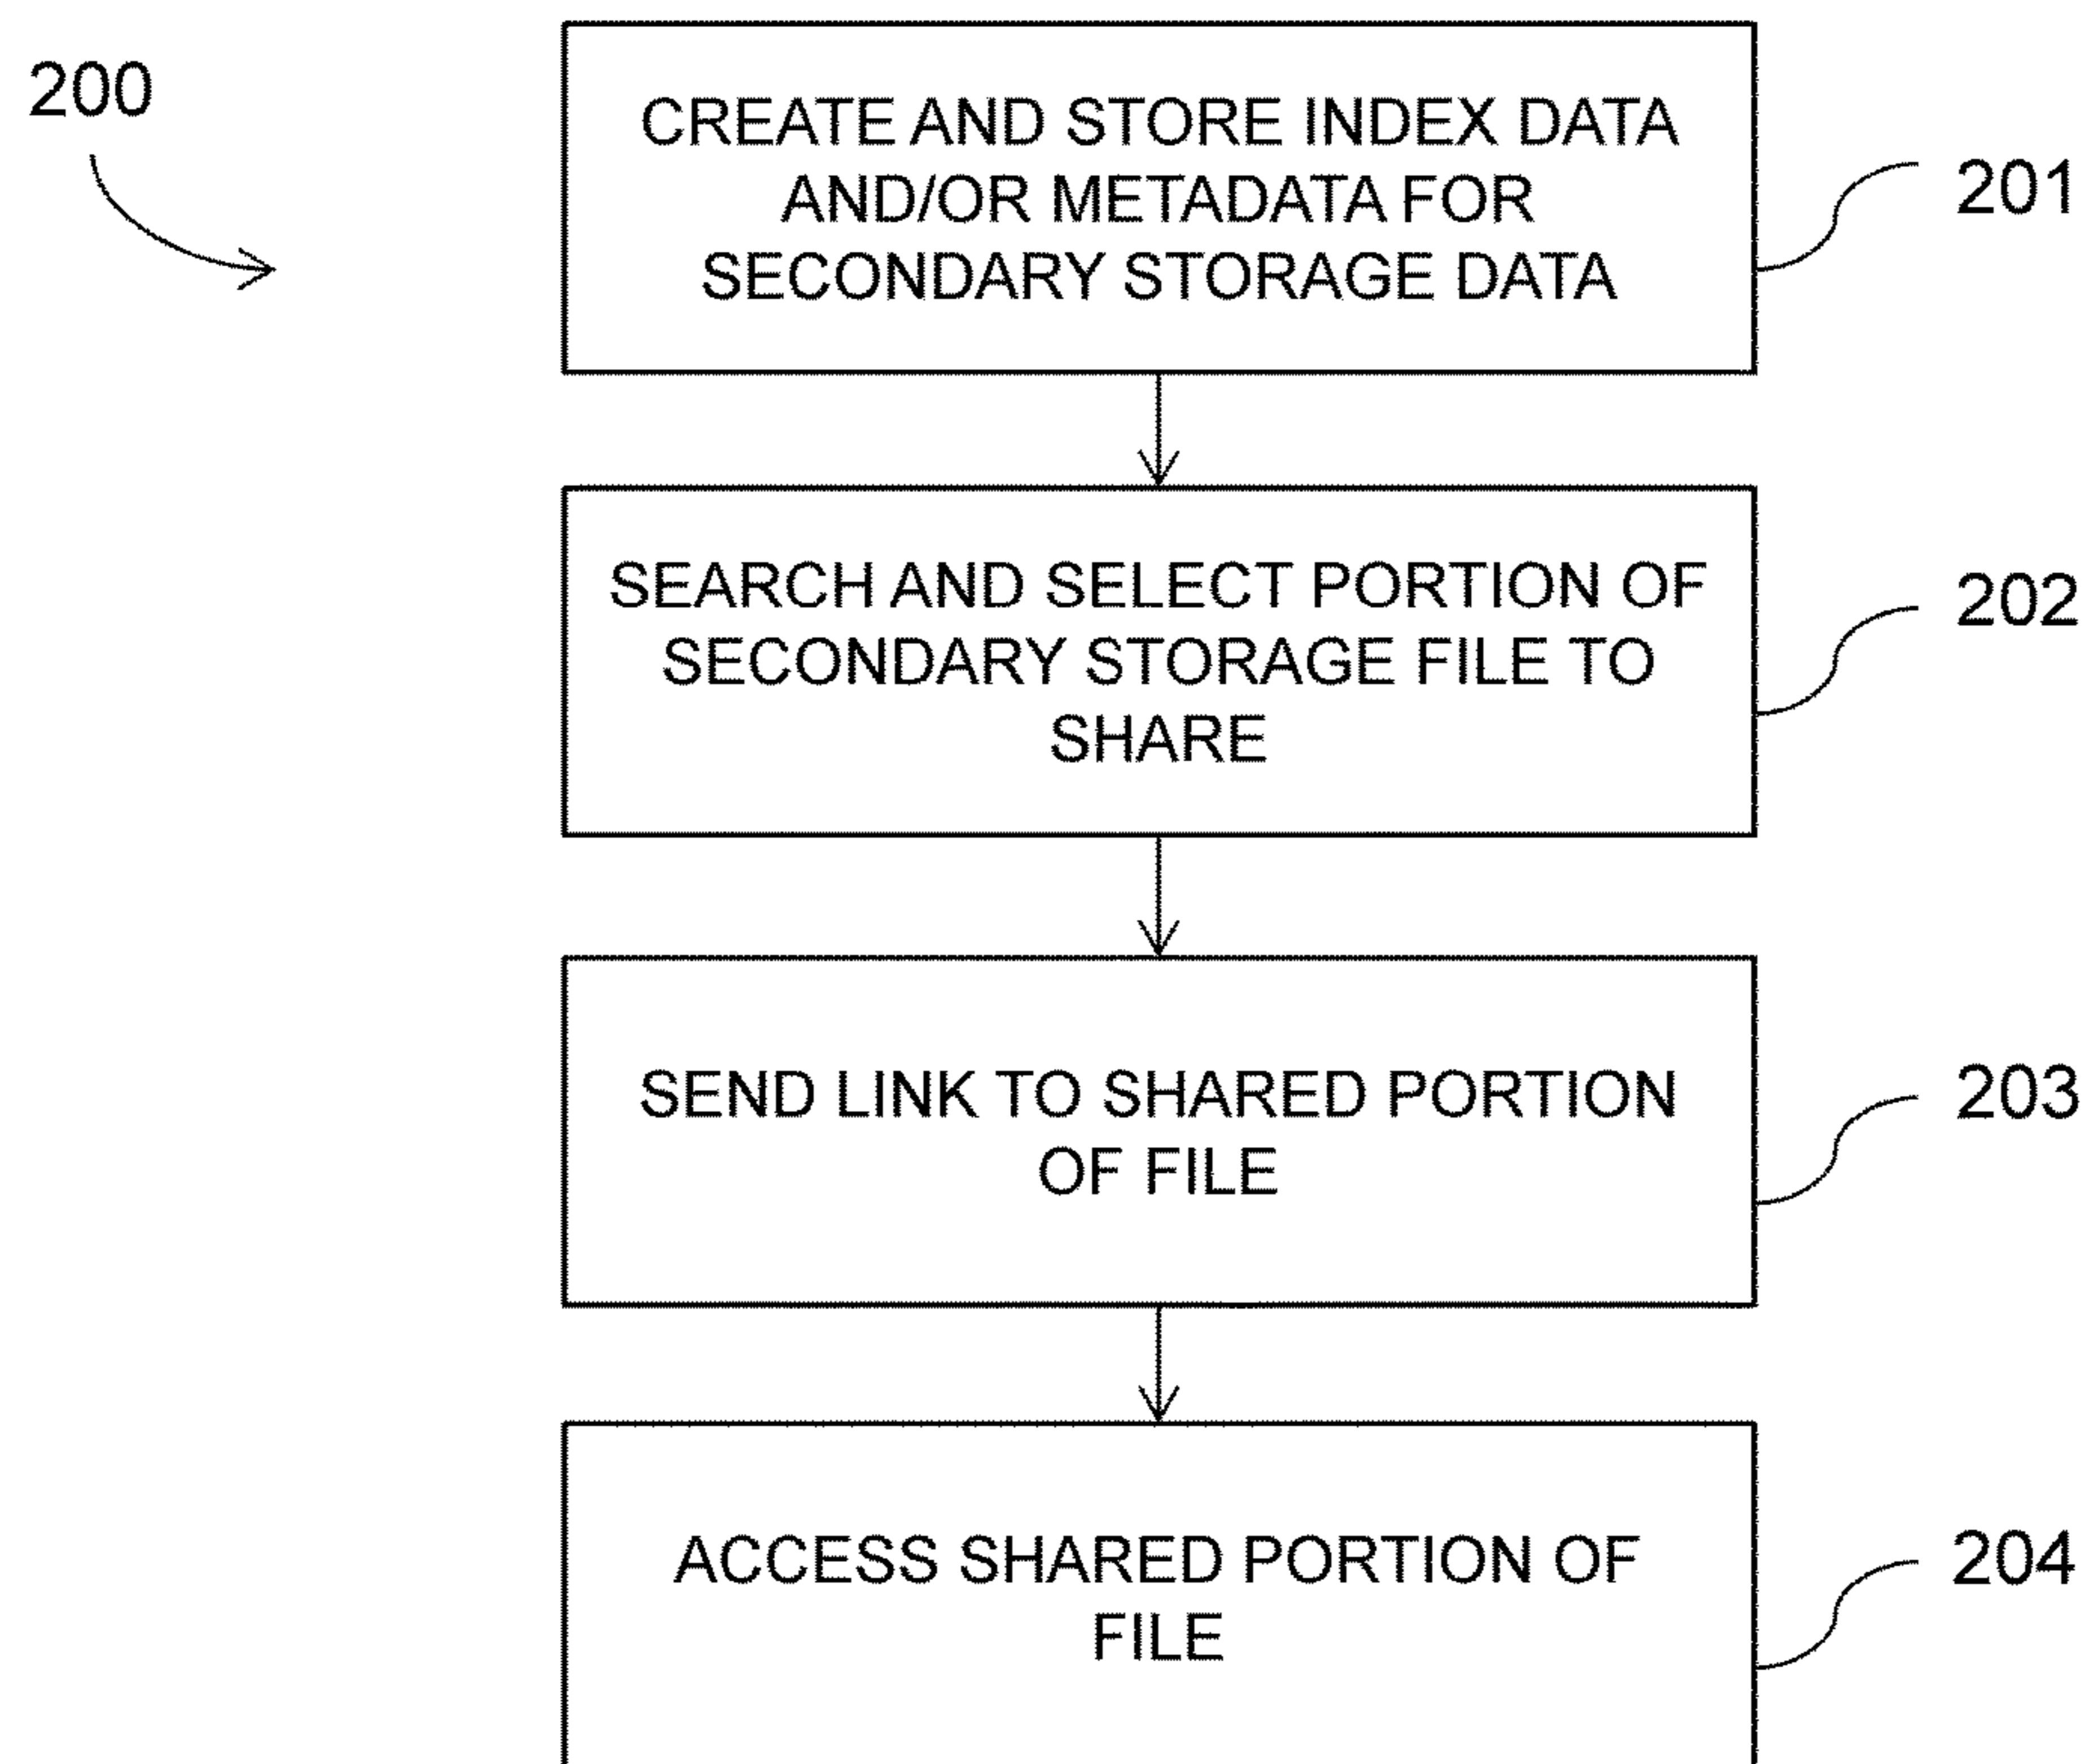 200
CREATE AND STORE INDEX DATA
AND/OR METADATA FOR
SECONDARY STORAGE DATA
201
SEARCH AND SELECT PORTION OF
SECONDARY STORAGE FILE TO
SHARE
202
SEND LINK TO SHARED PORTION
OF FILE
203
ACCESS SHARED PORTION OF
FILE
204